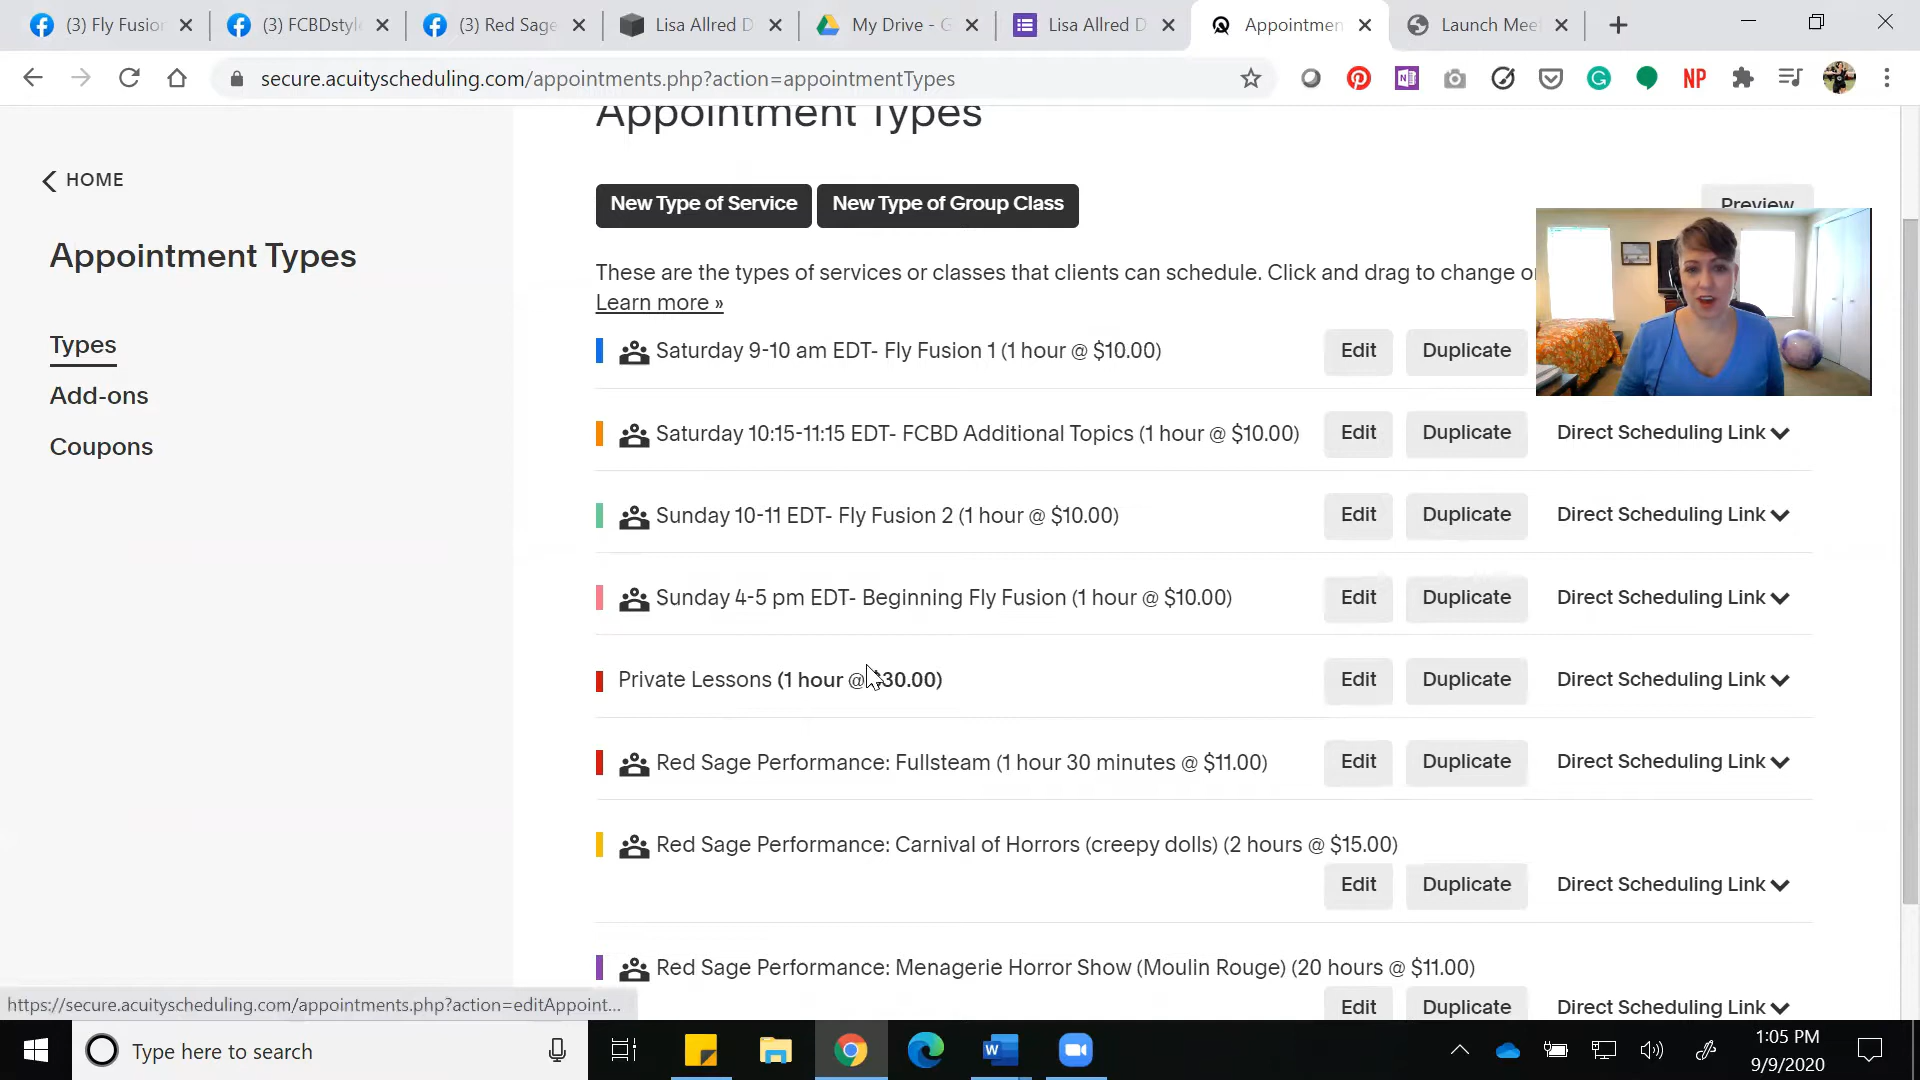 (3) Fly Fusion
(3) FCBDstyl
(3) Red Sage
Lisa Allred D
My Drive - G
Lisa Allred D
Appointmen
Launch Mee
secure.acuityscheduling.com/appointments.php?action=appointmentTypes
NP
Appointment Types
HOME
New Type of Service
New Type of Group Class
Preview
Appointment Types
These are the types of services or classes that clients can schedule. Click and drag to change or
Learn more »
Types
Saturday 9-10 am EDT- Fly Fusion 1 (1 hour @ $10.00)
Edit
Duplicate
Add-ons
Saturday 10:15-11:15 EDT- FCBD Additional Topics (1 hour @ $10.00)
Edit
Duplicate
Direct Scheduling Link
Coupons
Sunday 10-11 EDT- Fly Fusion 2 (1 hour @ $10.00)
Edit
Duplicate
Direct Scheduling Link
Sunday 4-5 pm EDT- Beginning Fly Fusion (1 hour @ $10.00)
Edit
Duplicate
Direct Scheduling Link
Private Lessons (1 hour @ $30.00)
Edit
Duplicate
Direct Scheduling Link
Red Sage Performance: Fullsteam (1 hour 30 minutes @ $11.00)
Edit
Duplicate
Direct Scheduling Link
Red Sage Performance: Carnival of Horrors (creepy dolls) (2 hours @ $15.00)
Edit
Duplicate
Direct Scheduling Link
Red Sage Performance: Menagerie Horror Show (Moulin Rouge) (20 hours @ $11.00)
Edit
Duplicate
Direct Scheduling Link
https://secure.acuityscheduling.com/appointments.php?action=editAppoint...
Type here to search
1:05 PM
9/9/2020